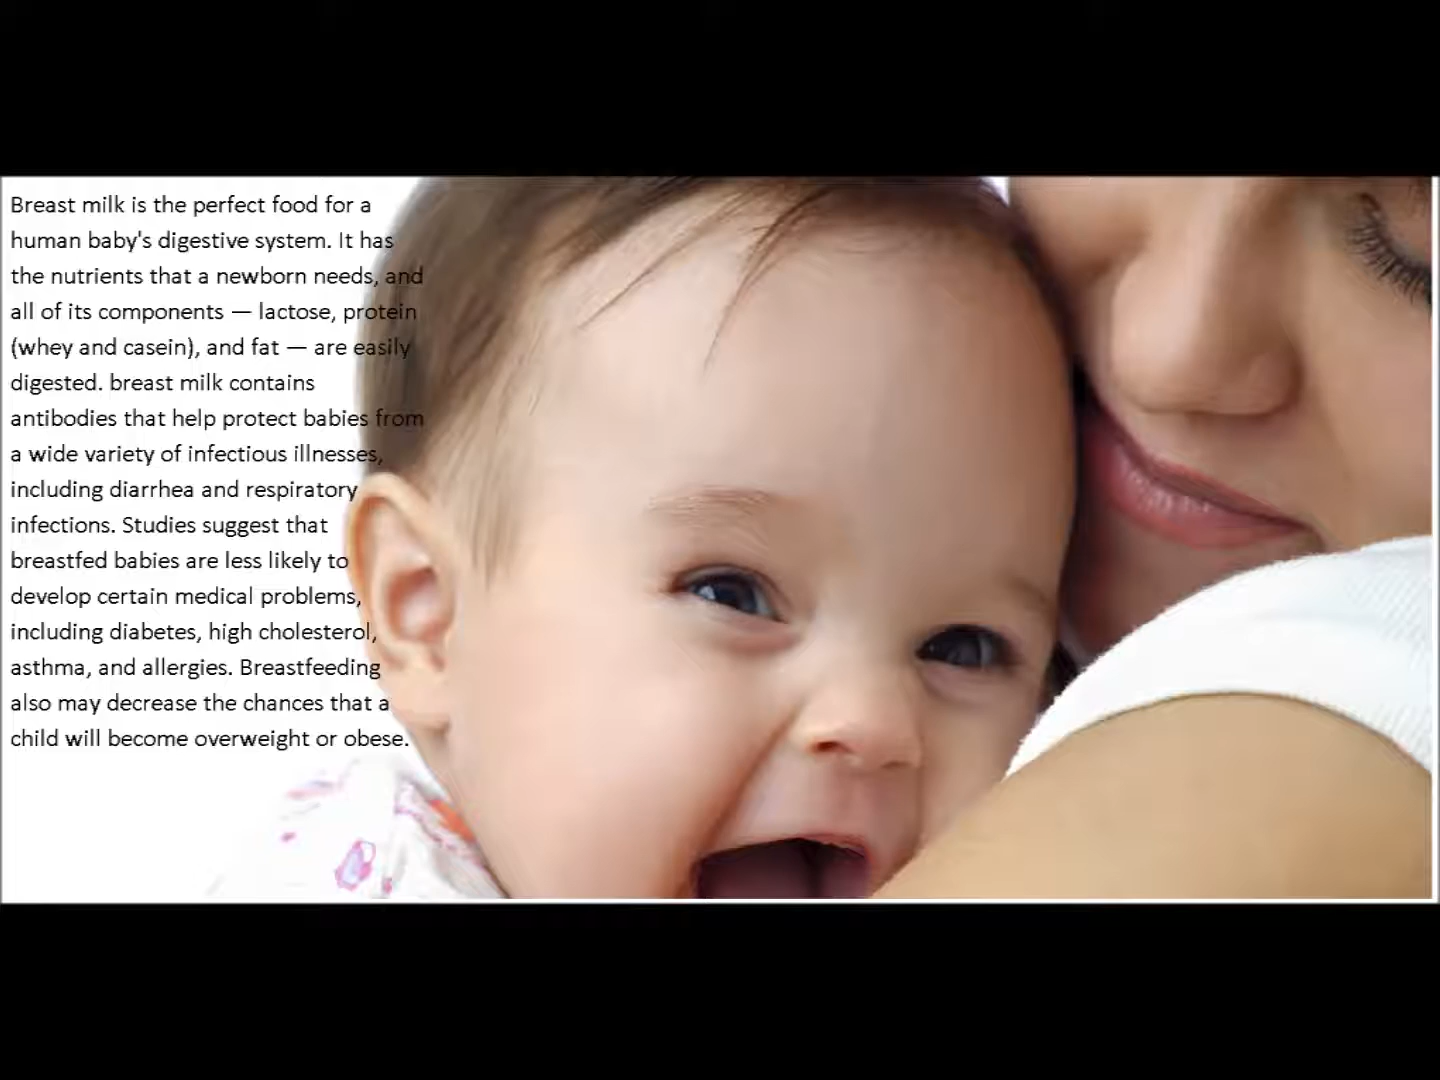 Breast milk is the perfect food for a
human baby's digestive system. It has
the nutrients that a newborn needs, and
all of its components — lactose, protein
(whey and casein), and fat — are easily
digested. breast milk contains
antibodies that help protect babies from
a wide variety of infectious illnesses,
including diarrhea and respiratory
infections. Studies suggest that
breastfed babies are less likely to
develop certain medical problems,
including diabetes, high cholesterol,
asthma, and allergies. Breastfeeding
also may decrease the chances that a
child will become overweight or obese.